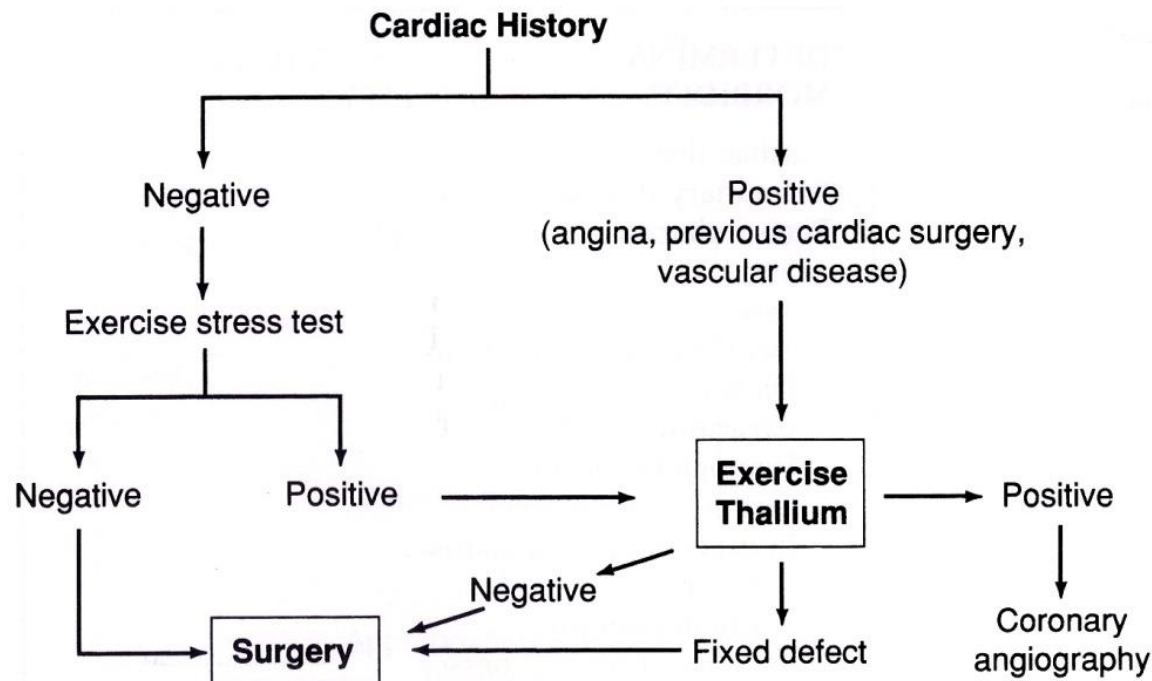 Cardiac History
Negative
Positive
(angina, previous cardiac surgery,
vascular disease)
Exercise stress test
Negative
Positive
Exercise
Thallium
Positive
Negative
Surgery
Fixed defect
Coronary
angiography